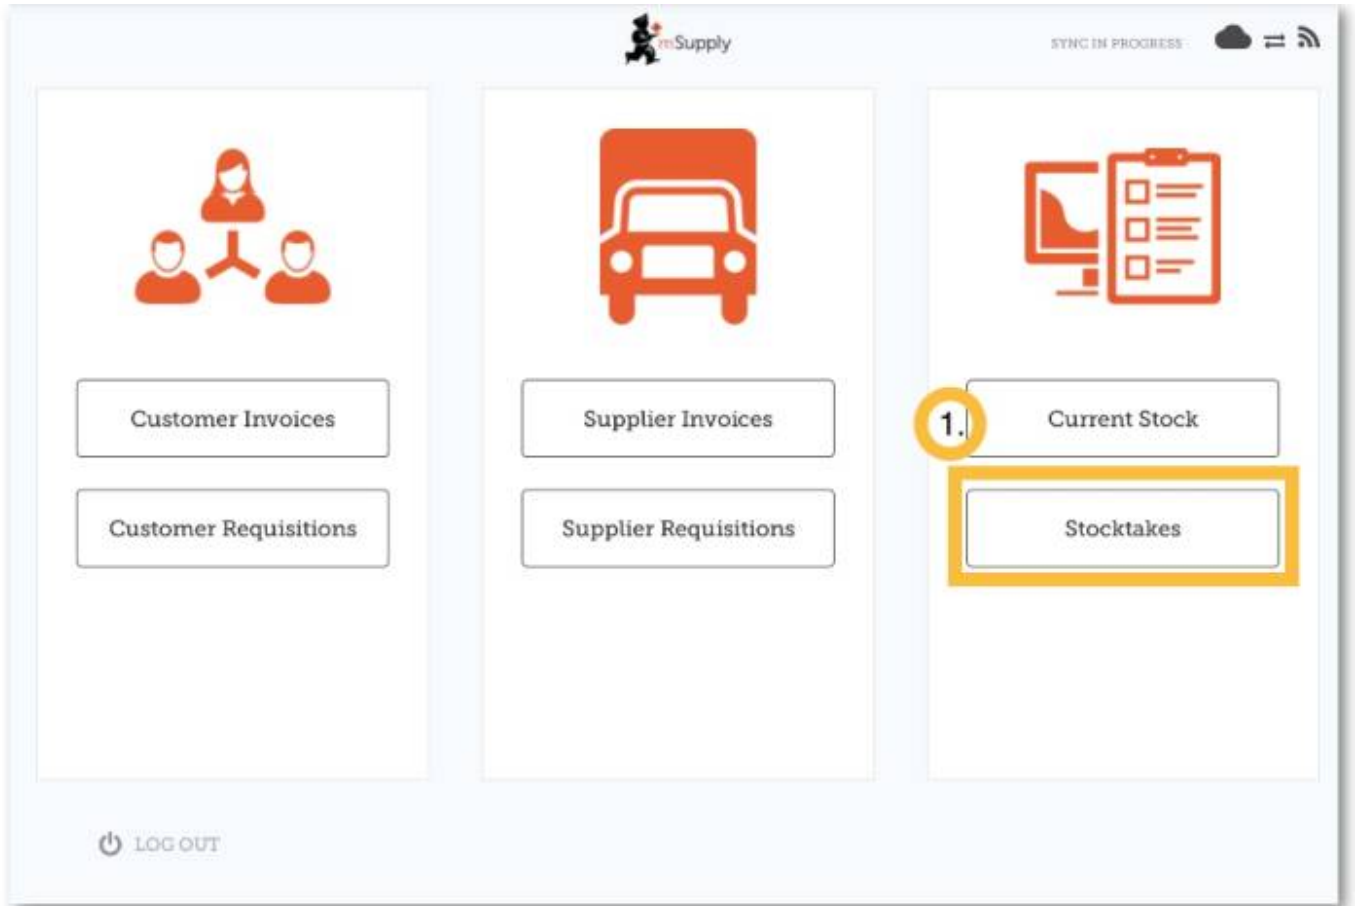 mSupply
SYNC IN PROGRESS
Customer Invoices
Customer Requisitions
Supplier Invoices
Supplier Requisitions
1.
Current Stock
Stocktakes
LOG OUT